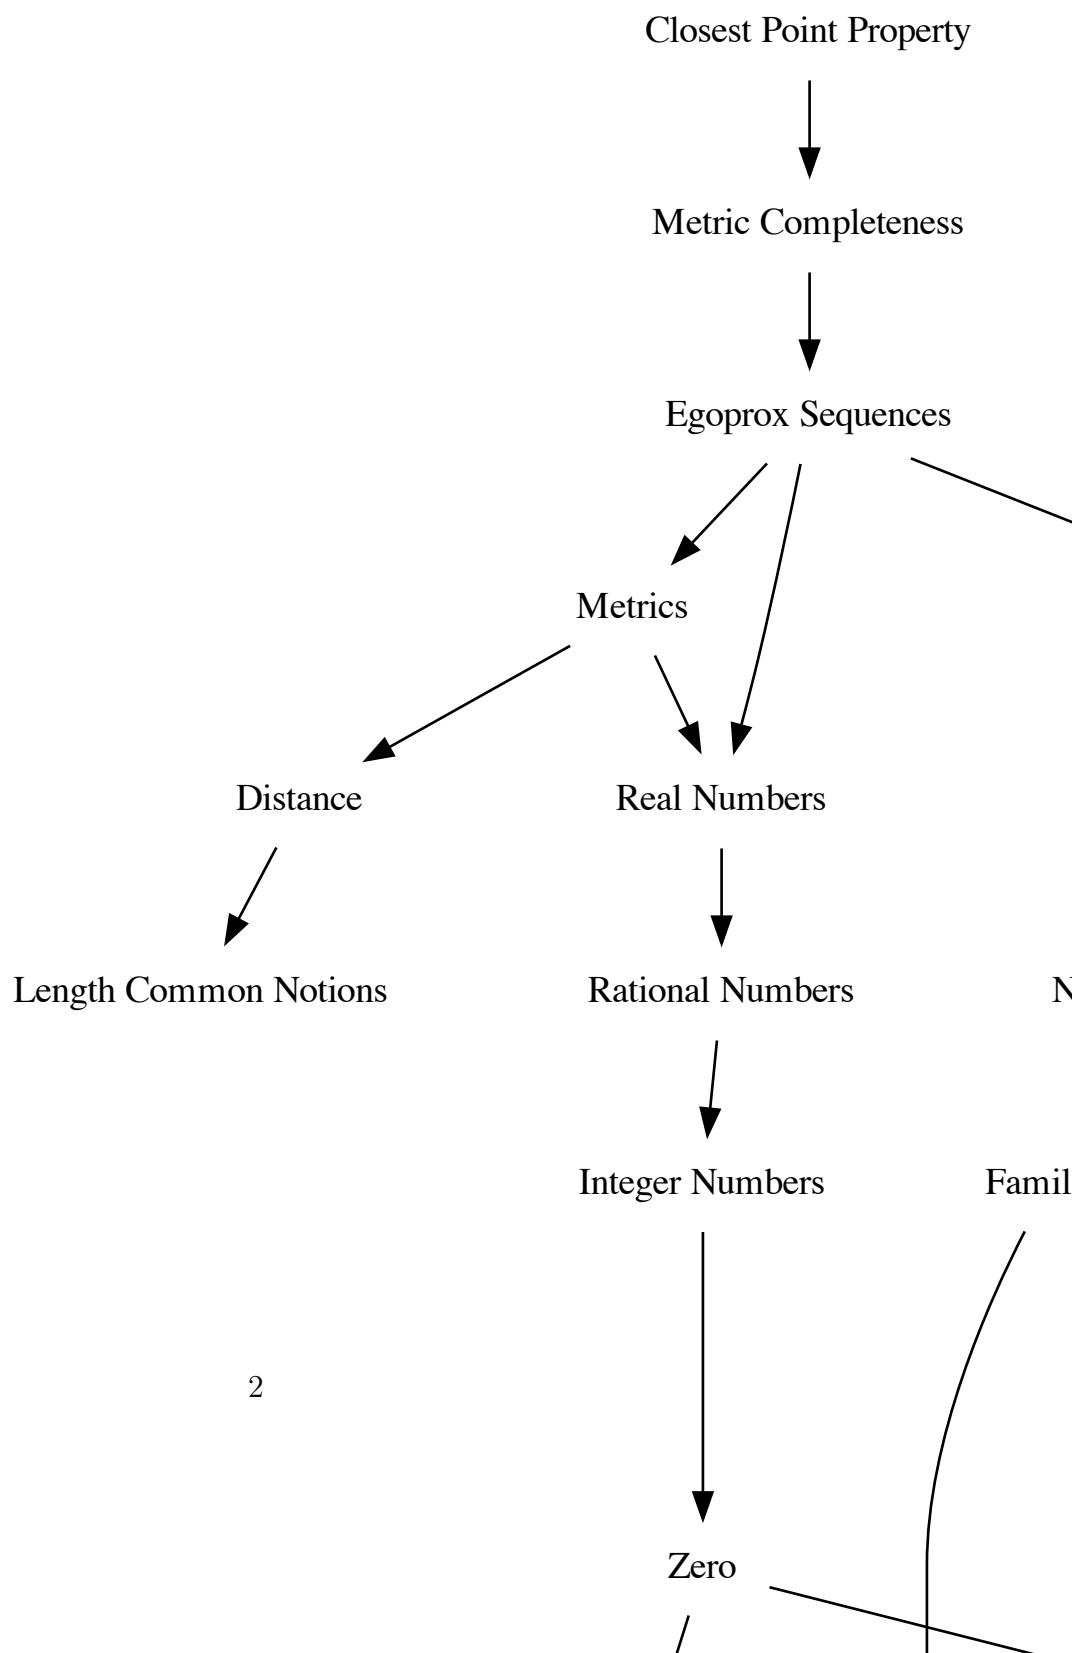 Closest Point Property
Metric Completeness
Egoprox Sequences
Metrics
Distance
Real Numbers
Length Common Notions
Rational Numbers
N
Integer Numbers
Famil
2
Zero